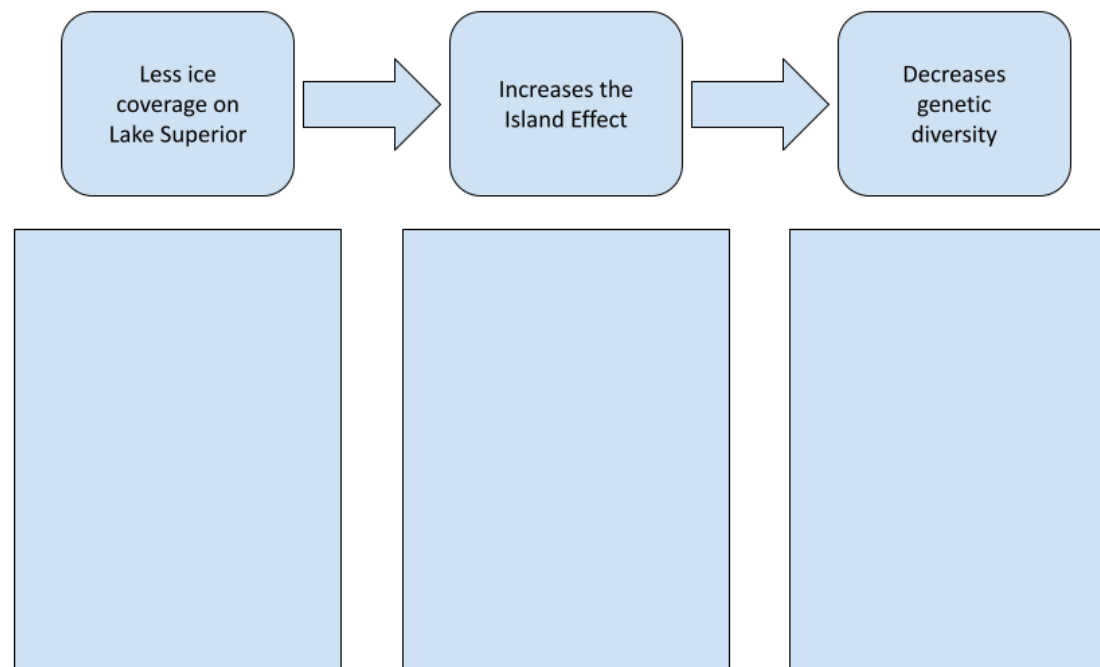 Less ice
coverage on
Lake Superior
Increases the
Island Effect
Decreases
genetic
diversity